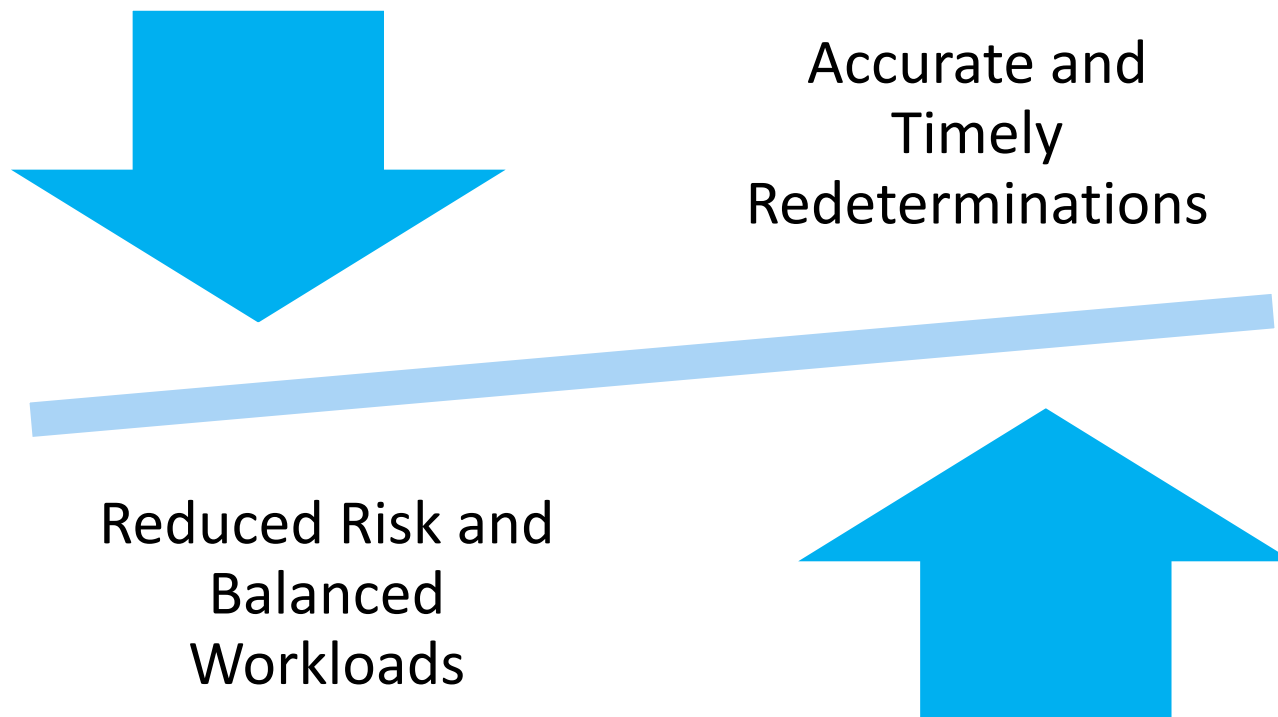 Accurate and
Timely
Redeterminations
Reduced Risk and
Balanced
Workloads